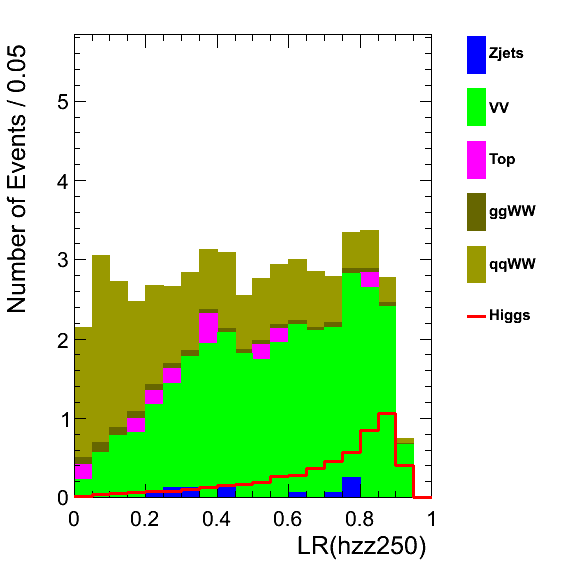 Number of Events / 0.05
5
4
3
2
1
0
0 0.2 0.4 0.6 0.8 1
LR(hzz250)
Zjets
VV
Top
ggWW
qqWW
Higgs